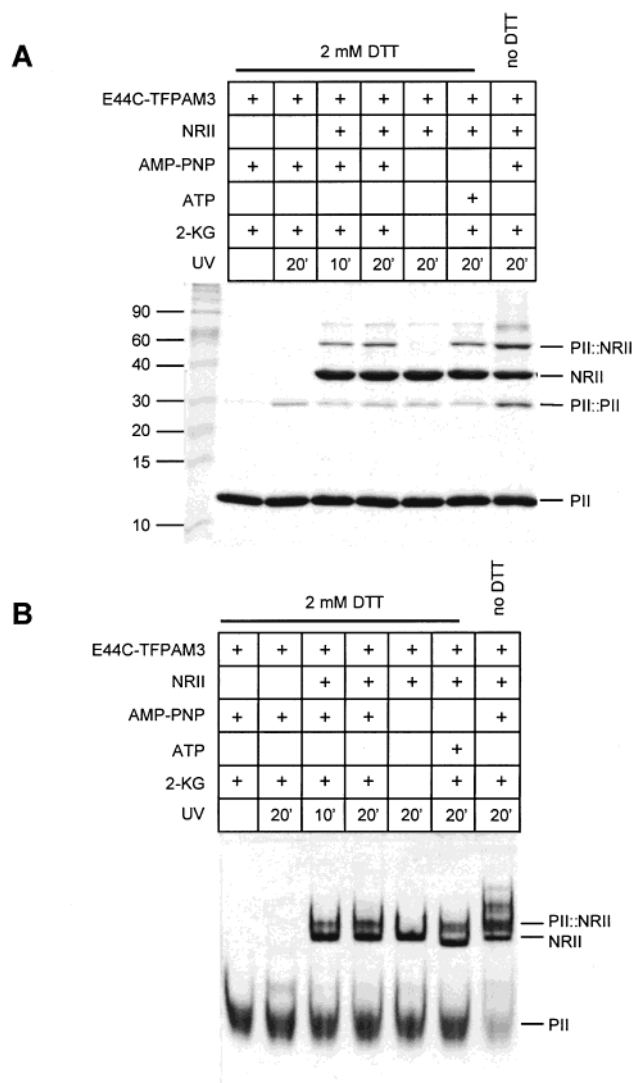 A
2 mM DTT
no DTT
E44C-TFPAM3 + + + + + + +
NRII + + + + +
AMP-PNP + + + + +
ATP +
2-KG + + + + + +
UV 20' 10' 20' 20' 20' 20'
90
60
40
30
20
15
10
PII::NRII
NRII
PII::PII
PII
B
2 mM DTT
no DTT
E44C-TFPAM3 + + + + + + +
NRII + + + + +
AMP-PNP + + + + +
ATP +
2-KG + + + + + +
UV 20' 10' 20' 20' 20' 20'
PII::NRII
NRII
PII